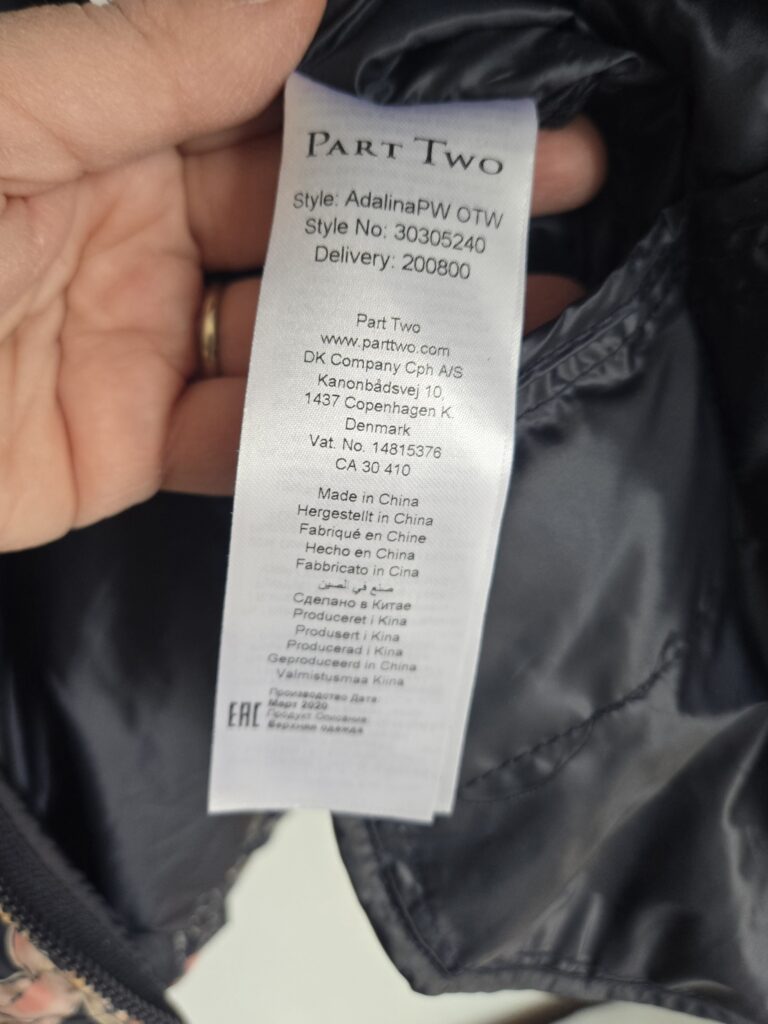 PART TWO
Style: AdalinaPW OTW
Style No: 30305240
Delivery: 200800
Part Two
www.parttwo.com
DK Company Cph A/S
Kanonbådsvej 10,
1437 Copenhagen K.
Denmark
Vat. No. 14815376
CA 30 410
Made in China
Hergestellt in China
Fabriqué en Chine
Hecho en China
Fabbricato in Cina
صنع في الصين
Сделано в Китае
Produceret i Kina
Produsert i Kina
Producerad i Kina
Geproduceerd in China
Valmistusmaa Kiina
Производство Дата:
Март 2020
EAC Продукт Описание:
Верхняя одежда